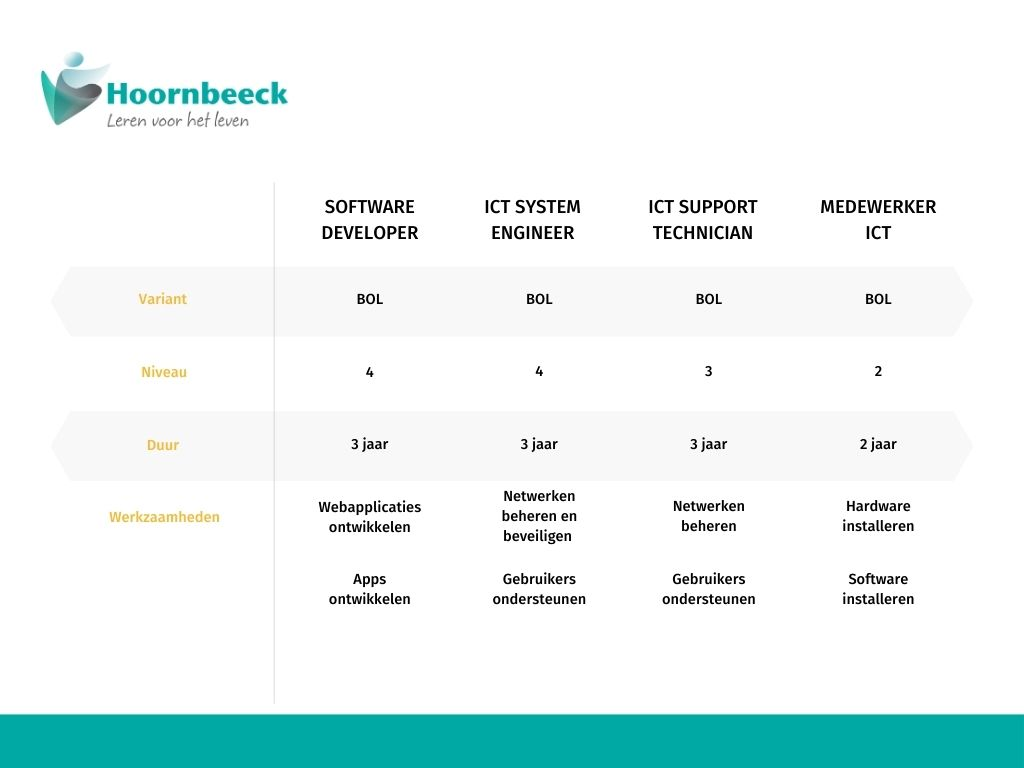 Hoornbeeck
Leren voor het leven
SOFTWARE DEVELOPER
ICT SYSTEM ENGINEER
ICT SUPPORT TECHNICIAN
MEDEWERKER ICT
Variant
BOL
BOL
BOL
BOL
Niveau
4
4
3
2
Duur
3 jaar
3 jaar
3 jaar
2 jaar
Werkzaamheden
Webapplicaties
ontwikkelen
Netwerken
beheren en
beveiligen
Netwerken
beheren
Hardware
installeren
Apps
ontwikkelen
Gebruikers
ondersteunen
Gebruikers
ondersteunen
Software
installeren